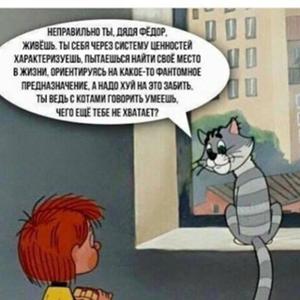 НЕПРАВИЛЬНО ТЫ, ДЯДЯ ФЁДОР,
ЖИВЁШЬ. ТЫ СЕБЯ ЧЕРЕЗ СИСТЕМУ ЦЕННОСТЕЙ
ХАРАКТЕРИЗУЕШЬ, ПЫТАЕШЬСЯ НАЙТИ СВОЁ МЕСТО
В ЖИЗНИ, ОРИЕНТИРУЯСЬ НА КАКОЕ-ТО ФАНТОМНОЕ
ПРЕДНАЗНАЧЕНИЕ, А НАДО ХУЙ НА ЭТО ЗАБИТЬ,
ТЫ ВЕДЬ С КОТАМИ ГОВОРИТЬ УМЕЕШЬ,
ЧЕГО ЕЩЁ ТЕБЕ НЕ ХВАТАЕТ?